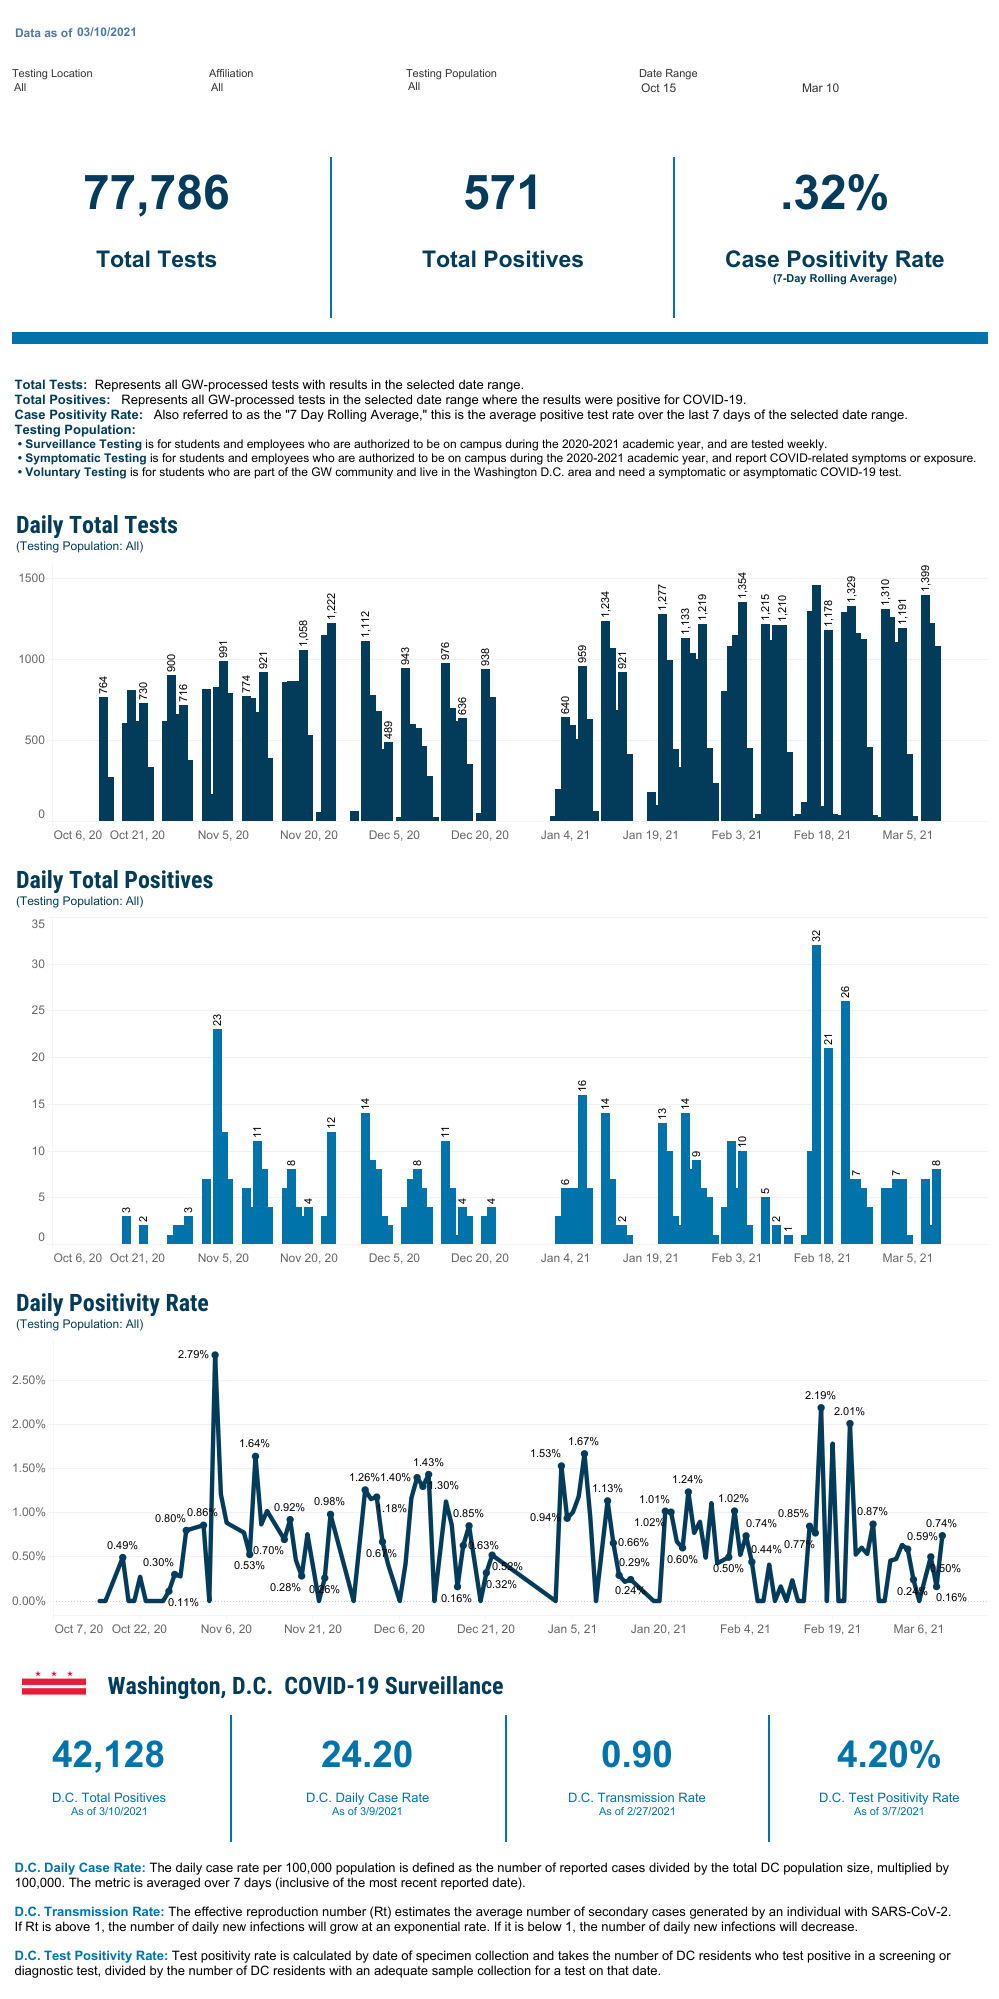 Data as of 03/10/2021
Testing Location
All
Affiliation
All
Testing Population
All
Date Range
Oct 15
Mar 10
77,786
Total Tests
571
Total Positives
.32%
Case Positivity Rate
(7-Day Rolling Average)
Total Tests: Represents all GW-processed tests with results in the selected date range.
Total Positives: Represents all GW-processed tests in the selected date range where the results were positive for COVID-19.
Case Positivity Rate: Also referred to as the "7 Day Rolling Average," this is the average positive test rate over the last 7 days of the selected date range.
Testing Population:
• Surveillance Testing is for students and employees who are authorized to be on campus during the 2020-2021 academic year, and are tested weekly.
• Symptomatic Testing is for students and employees who are authorized to be on campus during the 2020-2021 academic year, and report COVID-related symptoms or exposure.
• Voluntary Testing is for students who are part of the GW community and live in the Washington D.C. area and need a symptomatic or asymptomatic COVID-19 test.
Daily Total Tests
(Testing Population: All)
1500
1000
500
0
764
730
900
716
991
774
921
1,058
1,222
1,112
489
943
976
636
938
640
959
1,234
921
1,277
1,133
1,219
1,354
1,215
1,210
1,178
1,329
1,310
1,191
1,399
Oct 6, 20 Oct 21, 20 Nov 5, 20 Nov 20, 20 Dec 5, 20 Dec 20, 20 Jan 4, 21 Jan 19, 21 Feb 3, 21 Feb 18, 21 Mar 5, 21
Daily Total Positives
(Testing Population: All)
35
30
25
20
15
10
5
0
3
2
3
23
11
8
4
12
14
8
11
4
4
6
16
14
2
13
14
9
10
5
2
1
32
21
26
7
7
8
Oct 6, 20 Oct 21, 20 Nov 5, 20 Nov 20, 20 Dec 5, 20 Dec 20, 20 Jan 4, 21 Jan 19, 21 Feb 3, 21 Feb 18, 21 Mar 5, 21
Daily Positivity Rate
(Testing Population: All)
2.50%
2.00%
1.50%
1.00%
0.50%
0.00%
0.49%
0.11%
0.30%
0.80%
0.86%
2.79%
0.53%
1.64%
0.70%
0.92%
0.28%
0.26%
0.98%
1.26%
1.18%
0.67%
1.40%
1.30%
1.43%
0.16%
0.63%
0.85%
0.32%
0.52%
1.53%
0.94%
1.67%
1.13%
0.66%
0.29%
0.24%
1.01%
1.02%
0.60%
1.24%
0.50%
1.02%
0.74%
0.44%
0.85%
0.77%
2.19%
2.01%
0.87%
0.59%
0.24%
0.50%
0.16%
0.74%
Oct 7, 20 Oct 22, 20 Nov 6, 20 Nov 21, 20 Dec 6, 20 Dec 21, 20 Jan 5, 21 Jan 20, 21 Feb 4, 21 Feb 19, 21 Mar 6, 21
Washington, D.C. COVID-19 Surveillance
42,128
D.C. Total Positives
As of 3/10/2021
24.20
D.C. Daily Case Rate
As of 3/9/2021
0.90
D.C. Transmission Rate
As of 2/27/2021
4.20%
D.C. Test Positivity Rate
As of 3/7/2021
D.C. Daily Case Rate: The daily case rate per 100,000 population is defined as the number of reported cases divided by the total DC population size, multiplied by
100,000. The metric is averaged over 7 days (inclusive of the most recent reported date).
D.C. Transmission Rate: The effective reproduction number (Rt) estimates the average number of secondary cases generated by an individual with SARS-CoV-2.
If Rt is above 1, the number of daily new infections will grow at an exponential rate. If it is below 1, the number of daily new infections will decrease.
D.C. Test Positivity Rate: Test positivity rate is calculated by date of specimen collection and takes the number of DC residents who test positive in a screening or
diagnostic test, divided by the number of DC residents with an adequate sample collection for a test on that date.